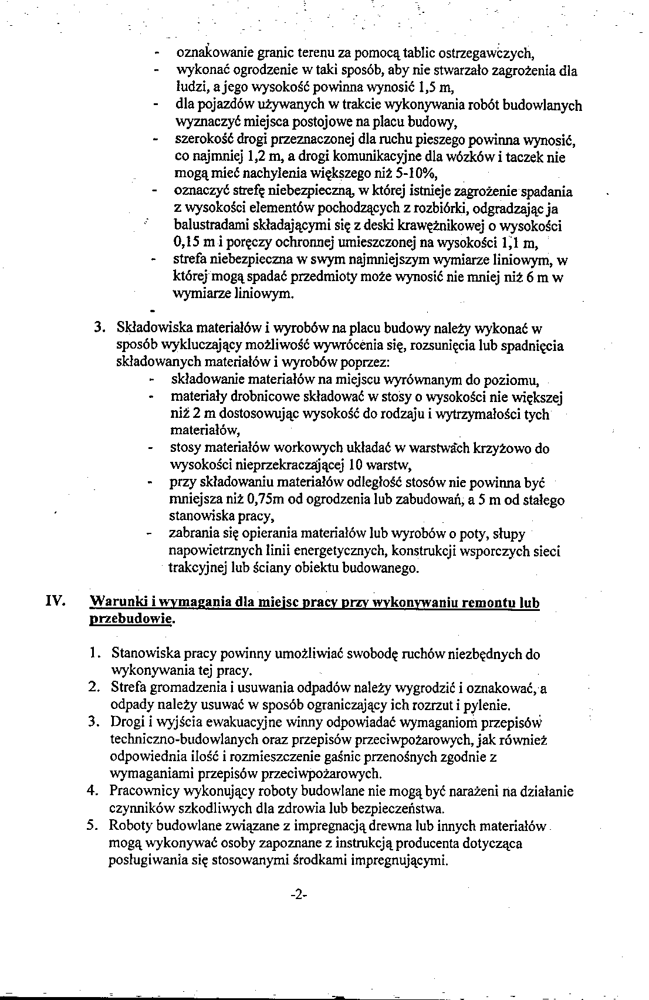 - oznakowanie granic terenu za pomocą tablic ostrzegawczych,
- wykonać ogrodzenie w taki sposób, aby nie stwarzało zagrożenia dla
ludzi, a jego wysokość powinna wynosić 1,5 m,
- dla pojazdów używanych w trakcie wykonywania robót budowlanych
wyznaczyć miejsca postojowe na placu budowy,
- szerokość drogi przeznaczonej dla ruchu pieszego powinna wynosić,
co najmniej 1,2 m, a drogi komunikacyjne dla wózków i taczek nie
mogą mieć nachylenia większego niż 5-10%,
- oznaczyć strefę niebezpieczną, w której istnieje zagrożenie spadania
z wysokości elementów pochodzących z rozbiórki, odgradzając ja
balustradami składającymi się z deski krawężnikowej o wysokości
0,15 m i poręczy ochronnej umieszczonej na wysokości 1,1 m,
- strefa niebezpieczna w swym najmniejszym wymiarze liniowym, w
której mogą spadać przedmioty może wynosić nie mniej niż 6 m w
wymiarze liniowym.
-
3. Składowiska materiałów i wyrobów na placu budowy należy wykonać w
sposób wykluczający możliwość wywrócenia się, rozsunięcia lub spadnięcia
składowanych materiałów i wyrobów poprzez:
- składowanie materiałów na miejscu wyrównanym do poziomu,
- materiały drobnicowe składować w stosy o wysokości nie większej
niż 2 m dostosowując wysokość do rodzaju i wytrzymałości tych
materiałów,
- stosy materiałów workowych układać w warstwach krzyżowo do
wysokości nieprzekraczającej 10 warstw,
- przy składowaniu materiałów odległość stosów nie powinna być
mniejsza niż 0,75m od ogrodzenia lub zabudowań, a 5 m od stałego
stanowiska pracy,
- zabrania się opierania materiałów lub wyrobów o poty, słupy
napowietrznych linii energetycznych, konstrukcji wsporczych sieci
trakcyjnej lub ściany obiektu budowanego.
IV. Warunki i wymagania dla miejsc pracy przy wykonywaniu remontu lub
przebudowie.
1. Stanowiska pracy powinny umożliwiać swobodę ruchów niezbędnych do
wykonywania tej pracy.
2. Strefa gromadzenia i usuwania odpadów należy wygrodzić i oznakować, a
odpady należy usuwać w sposób ograniczający ich rozrzut i pylenie.
3. Drogi i wyjścia ewakuacyjne winny odpowiadać wymaganiom przepisów
techniczno-budowlanych oraz przepisów przeciwpożarowych, jak również
odpowiednia ilość i rozmieszczenie gaśnic przenośnych zgodnie z
wymaganiami przepisów przeciwpożarowych.
4. Pracownicy wykonujący roboty budowlane nie mogą być narażeni na działanie
czynników szkodliwych dla zdrowia lub bezpieczeństwa.
5. Roboty budowlane związane z impregnacją drewna lub innych materiałów
mogą wykonywać osoby zapoznane z instrukcją producenta dotycząca
posługiwania się stosowanymi środkami impregnującymi.
-2-